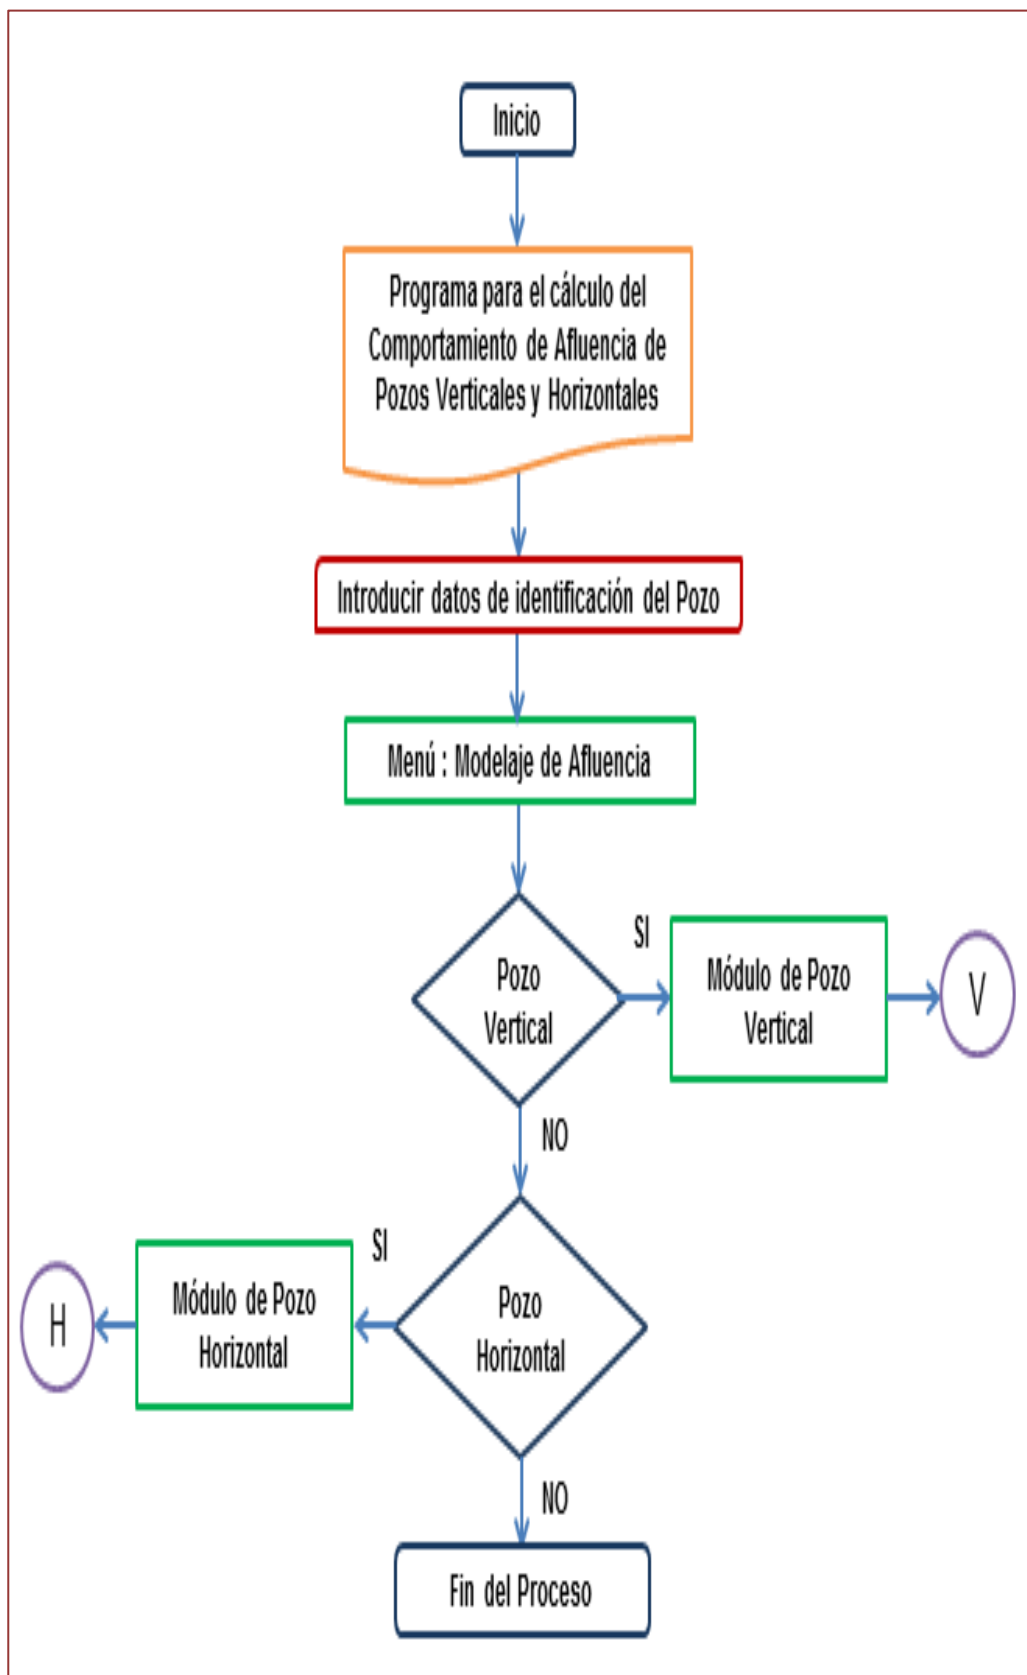 Inicio
Programa para el cálculo del
Comportamiento de Afluencia de
Pozos Verticales y Horizontales
Introducir datos de identificación del Pozo
Menú : Modelaje de Afluencia
Pozo
Vertical
SI
Módulo de Pozo
Vertical
V
NO
Pozo
Horizontal
SI
Módulo de Pozo
Horizontal
H
NO
Fin del Proceso